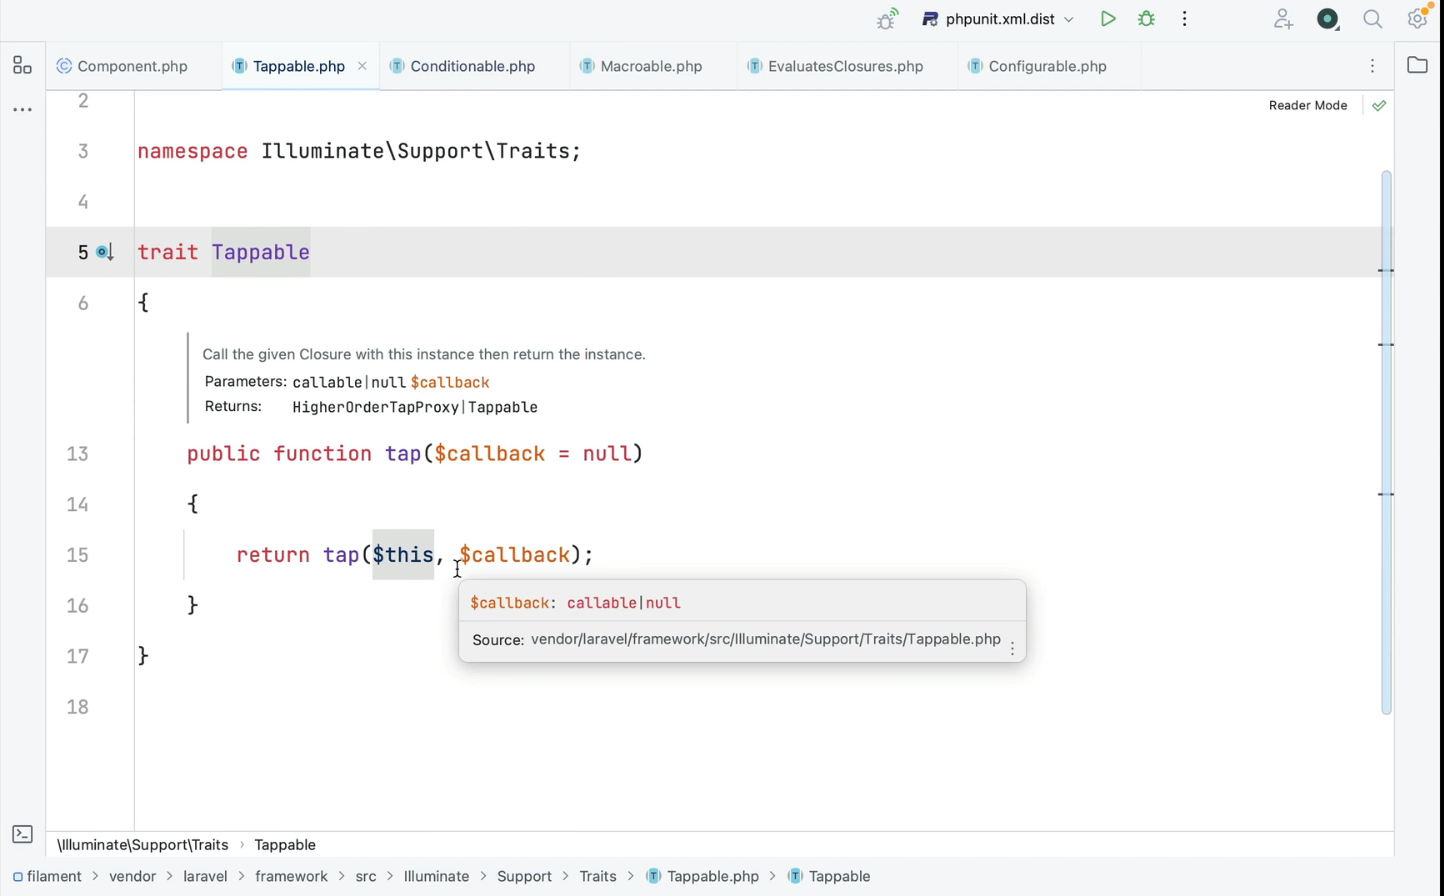 phpunit.xml.dist
Component.php Tappable.php Conditionable.php Macroable.php EvaluatesClosures.php Configurable.php
Reader Mode
2
3 namespace Illuminate\Support\Traits;
4
5 trait Tappable
6 {
Call the given Closure with this instance then return the instance.
Parameters: callable|null $callback
Returns: HigherOrderTapProxy|Tappable
13 public function tap($callback = null)
14 {
15 return tap($this, $callback);
16 }
$callback: callable|null
Source: vendor/laravel/framework/src/Illuminate/Support/Traits/Tappable.php
17 }
18
\Illuminate\Support\Traits › Tappable
filament > vendor > laravel > framework > src > Illuminate > Support > Traits > Tappable.php > Tappable